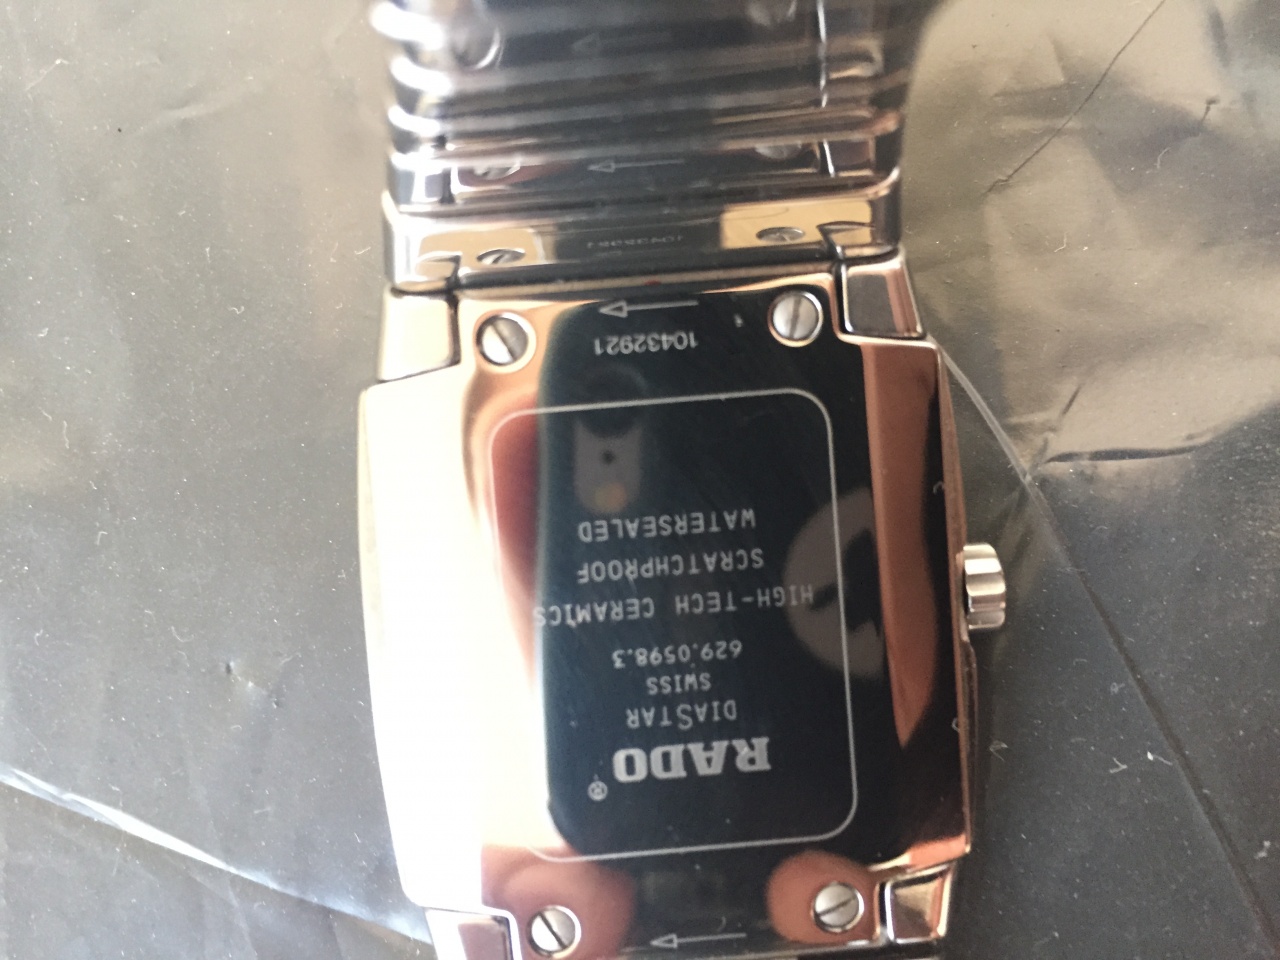 RADO®
DIASTAR
SWISS
629.0598.3
HIGH-TECH CERAMICS
SCRATCHPROOF
WATERSEALED
10432921